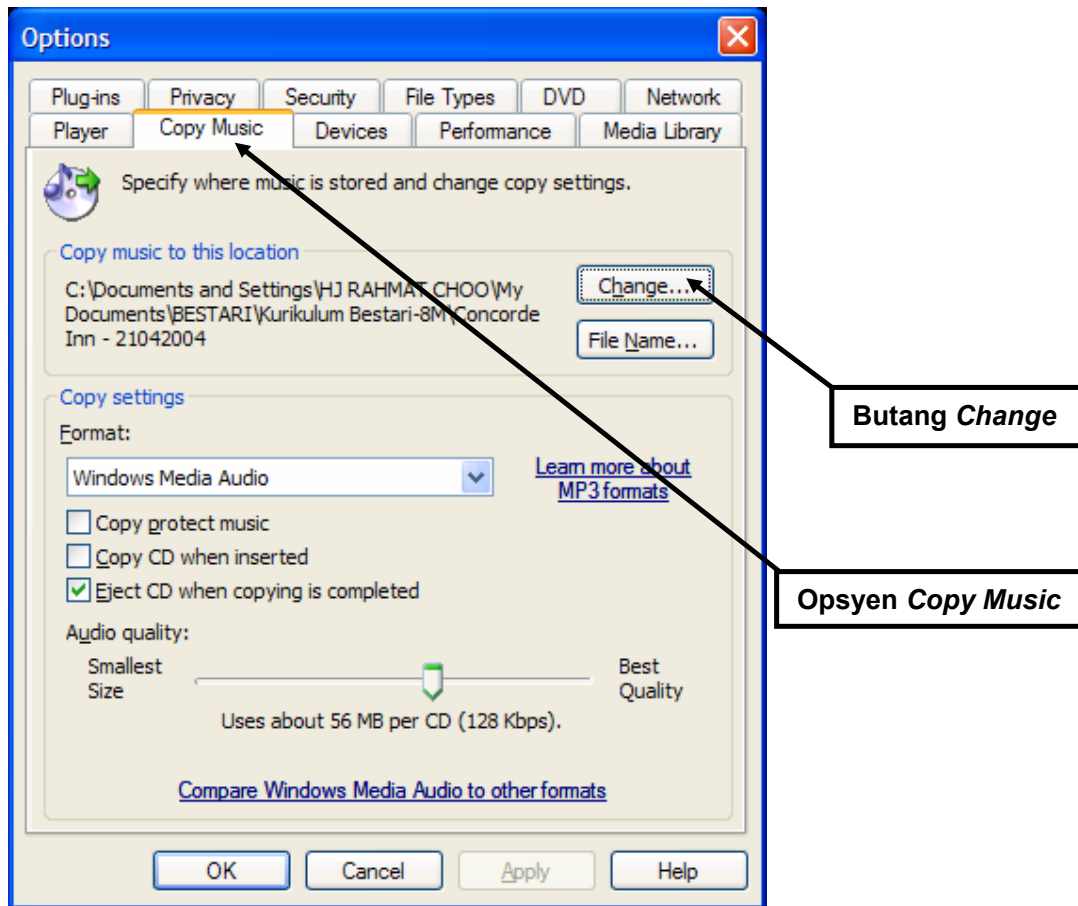 Options
Plug-ins Privacy Security File Types DVD Network
Player Copy Music Devices Performance Media Library
Specify where music is stored and change copy settings.
Copy music to this location
C:\Documents and Settings\HJ RAHMAT CHOO\My
Documents\BESTARI\Kurikulum Bestari-8M\Concorde
Inn - 21042004
Change...
File Name...
Butang Change
Copy settings
Format:
Windows Media Audio
Learn more about
MP3 formats
Copy protect music
Copy CD when inserted
Eject CD when copying is completed
Opsyen Copy Music
Audio quality:
Smallest
Size
Best
Quality
Uses about 56 MB per CD (128 Kbps).
Compare Windows Media Audio to other formats
OK Cancel Apply Help